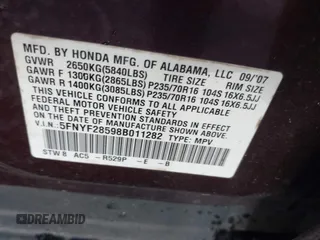 MFD. BY HONDA MFG. OF ALABAMA, LLC 09/07
GVWR 2650KG(5840LBS) TIRE SIZE RIM SIZE
GAWR F 1300KG(2865LBS) P235/70R16 104S 16X6.5JJ
GAWR R 1400KG(3085LBS) P235/70R16 104S 16X6.5JJ
THIS VEHICLE CONFORMS TO ALL APPLICABLE
FEDERAL MOTOR VEHICLE SAFETY STANDARDS IN
EFFECT ON THE DATE OF MANUFACTURE SHOWN ABOVE.
V.I.N.: 5FNYF28598B011282 TYPE: MPV
STW 8 AC5 - R529P - E - B
DREAMBID